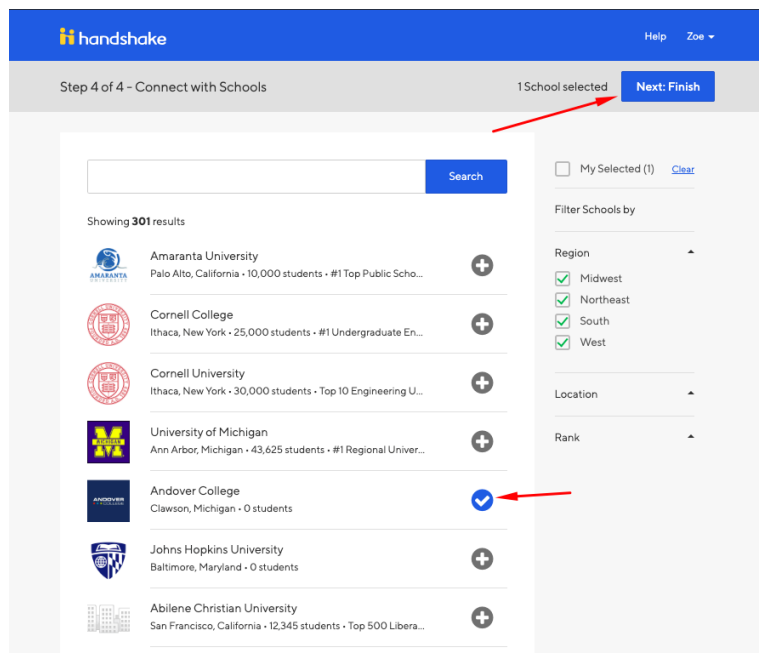 handshake
Help Zoe
Step 4 of 4 - Connect with Schools 1 School selected Next: Finish
Search
My Selected (1) Clear
Filter Schools by
Showing 301 results
Region
Midwest
Northeast
South
West
Location
Rank
AMARANTA
UNIVERSITY
Amaranta University
Palo Alto, California • 10,000 students • #1 Top Public Scho...
Cornell College
Ithaca, New York • 25,000 students • #1 Undergraduate En...
Cornell University
Ithaca, New York • 30,000 students • Top 10 Engineering U...
MICHIGAN
University of Michigan
Ann Arbor, Michigan • 43,625 students • #1 Regional Univer...
ANDOVER
COLLEGE
Andover College
Clawson, Michigan • 0 students
Johns Hopkins University
Baltimore, Maryland • 0 students
Abilene Christian University
San Francisco, California • 12,345 students • Top 500 Libera...